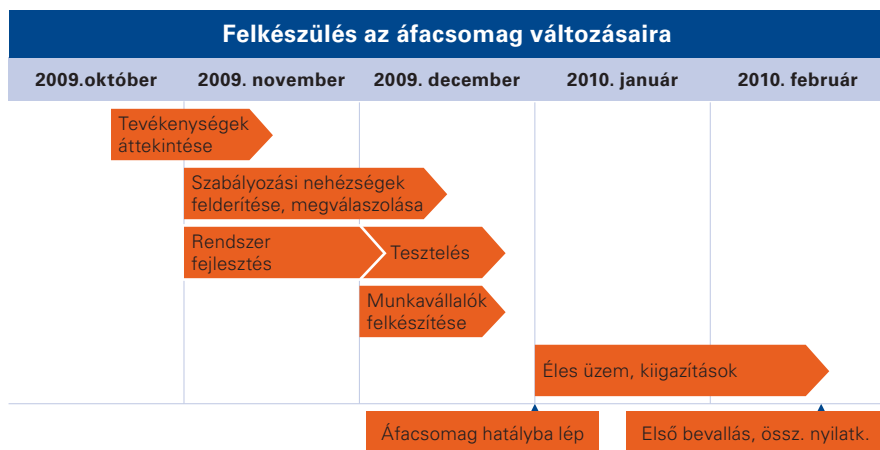 Felkészülés az áfacsomag változásaira
2009.október
2009. november
2009. december
2010. január
2010. február
Tevékenységek
áttekintése
Szabályozási nehézségek
felderítése, megválaszolása
Rendszer
fejlesztés
Tesztelés
Munkavállalók
felkészítése
Éles üzem, kiigazítások
Áfacsomag hatályba lép
Első bevallás, össz. nyilatk.